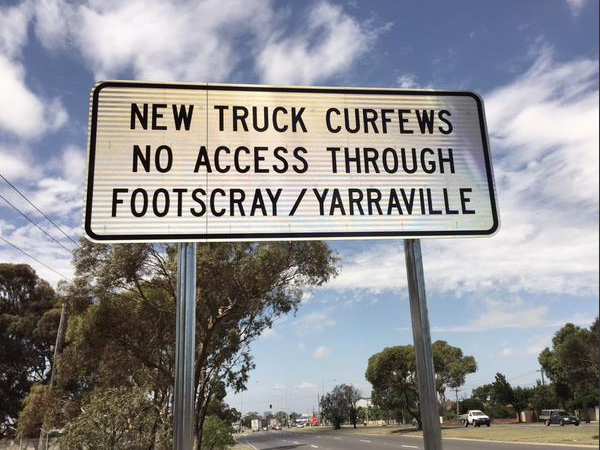 NEW TRUCK CURFEWS
NO ACCESS THROUGH
FOOTSCRAY/YARRAVILLE